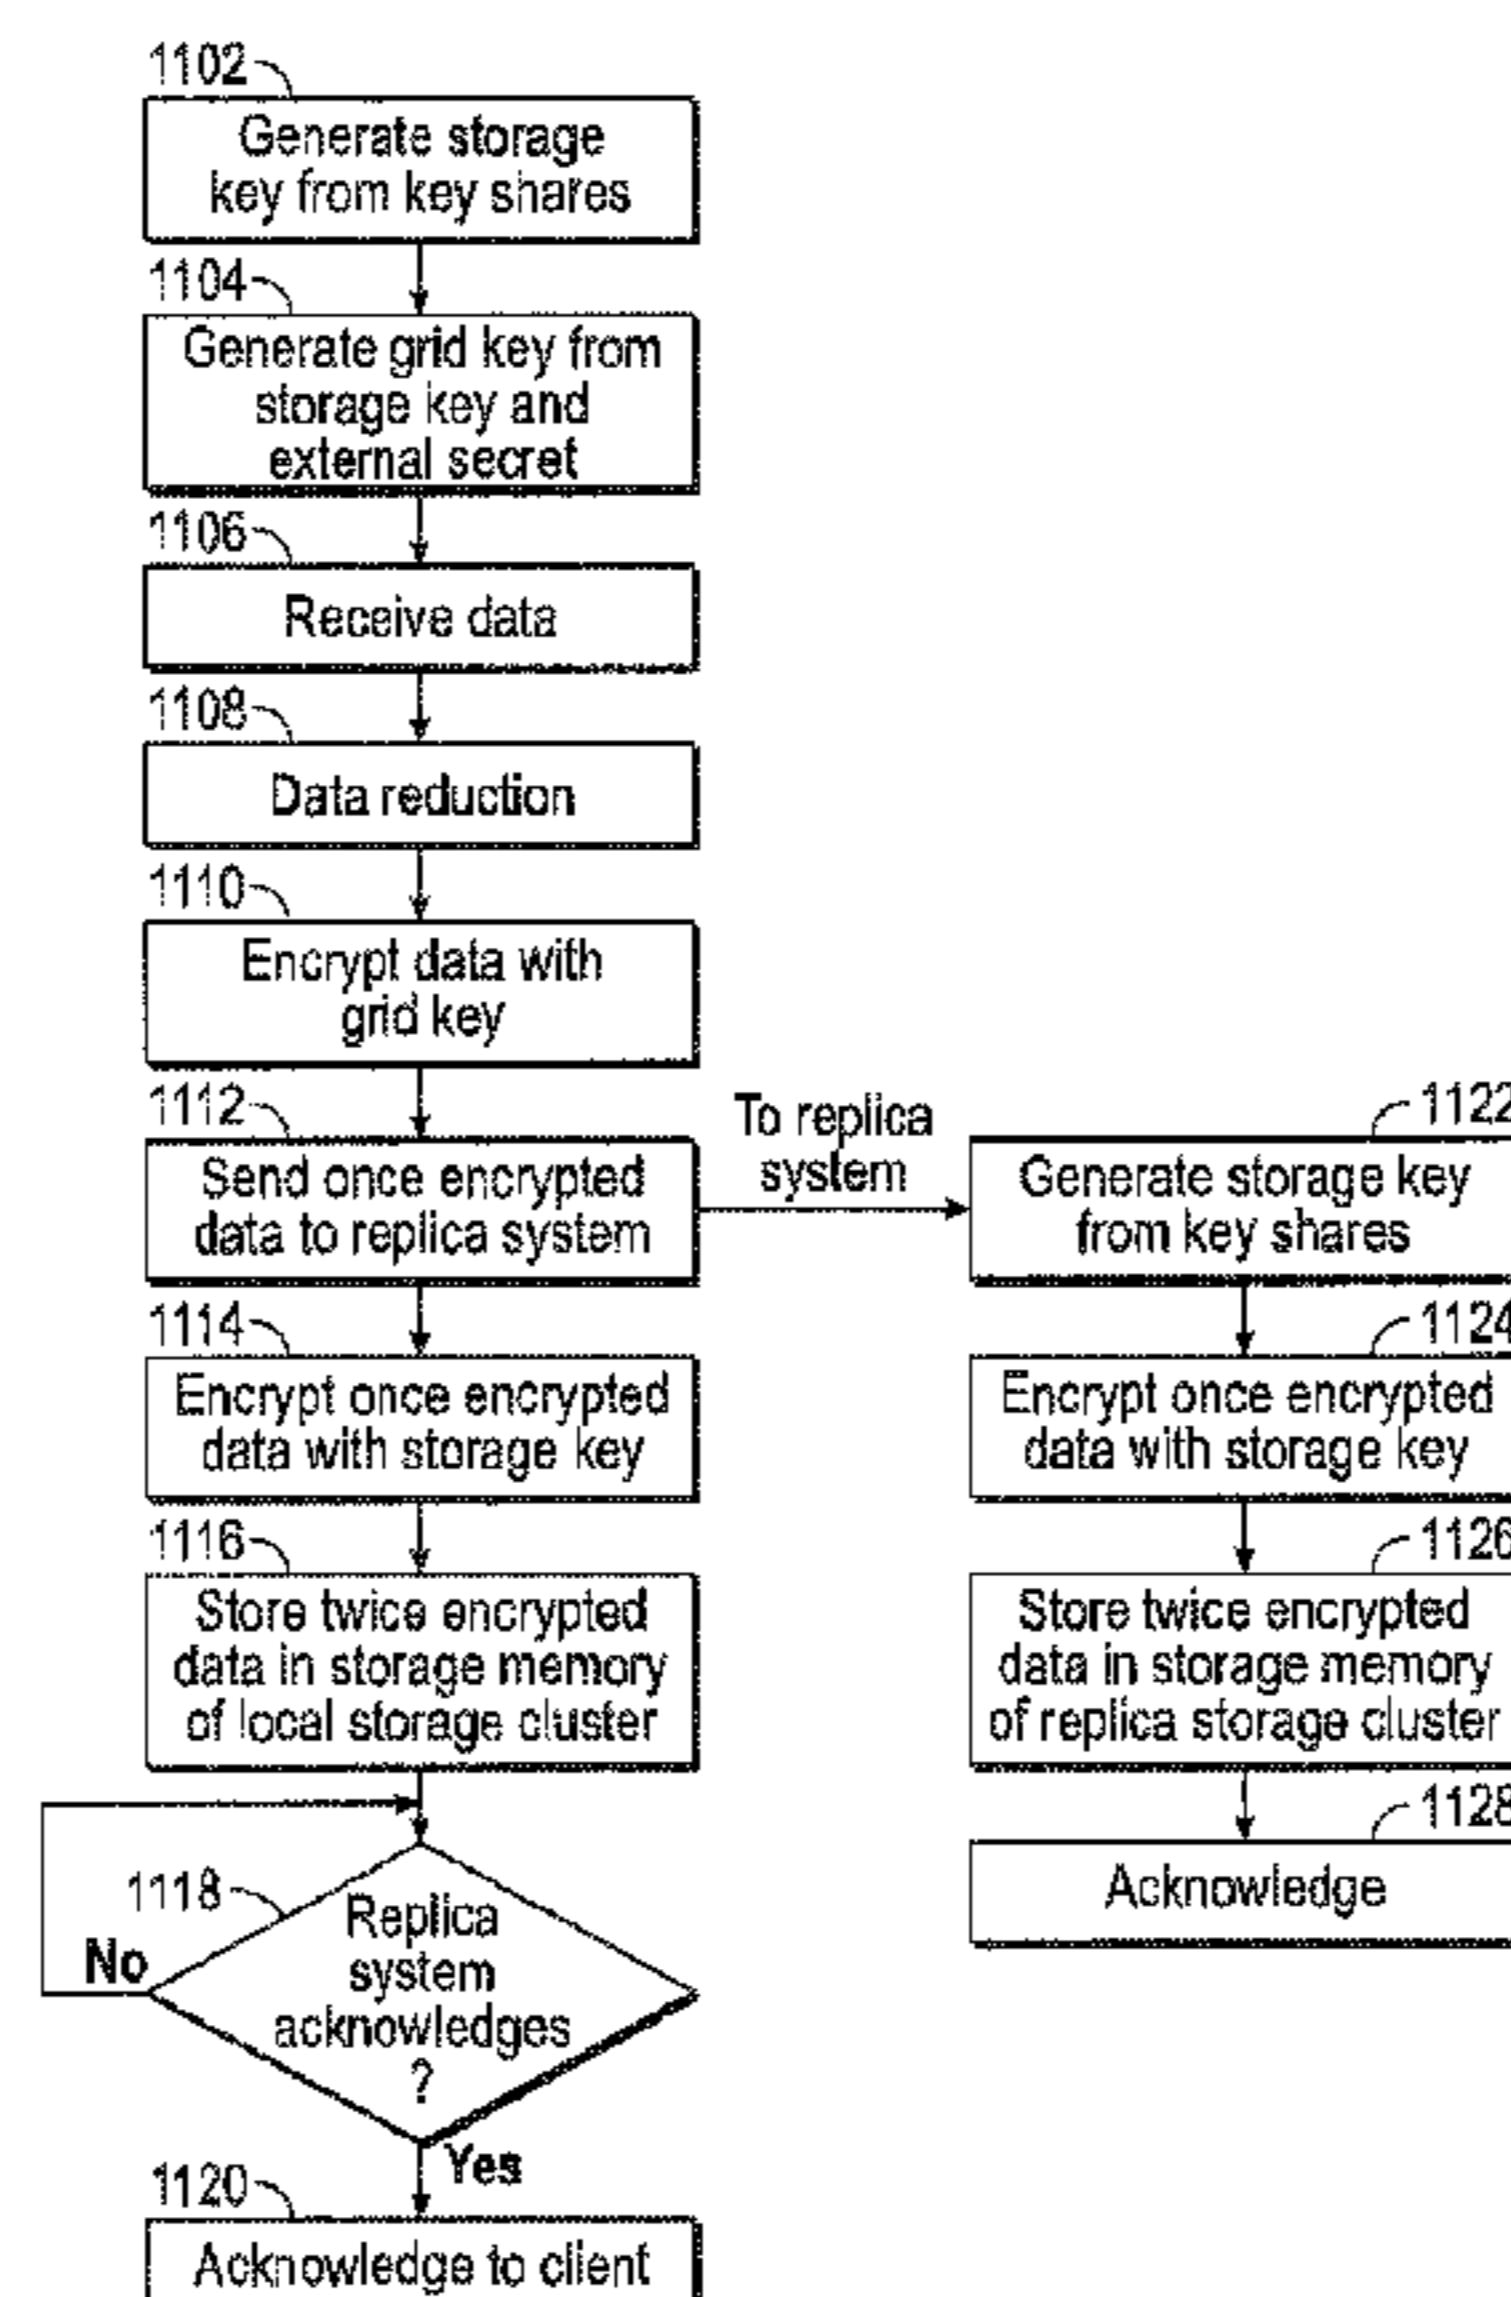 1102
Generate storage
key from key shares
1104
Generate grid key from
storage key and
external secret
1106
Receive data
1108
Data reduction
1110
Encrypt data with
grid key
1112
Send once encrypted
data to replica system
To replica
system
1122
Generate storage key
from key shares
1114
Encrypt once encrypted
data with storage key
1124
Encrypt once encrypted
data with storage key
1116
Store twice encrypted
data in storage memory
of local storage cluster
1126
Store twice encrypted
data in storage memory
of replica storage cluster
1128
Acknowledge
1118
Replica
system
acknowledges
?
No
Yes
1120
Acknowledge to client